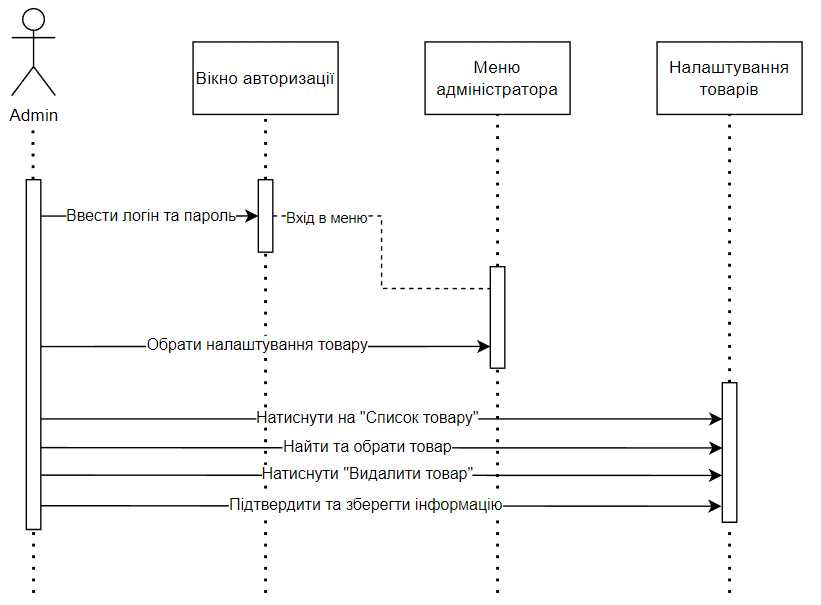 Admin
Вікно авторизації
Меню
адміністратора
Налаштування
товарів
Ввести логін та пароль
Вхід в меню
Обрати налаштування товару
Натиснути на "Список товару"
Найти та обрати товар
Натиснути "Видалити товар"
Підтвердити та зберегти інформацію